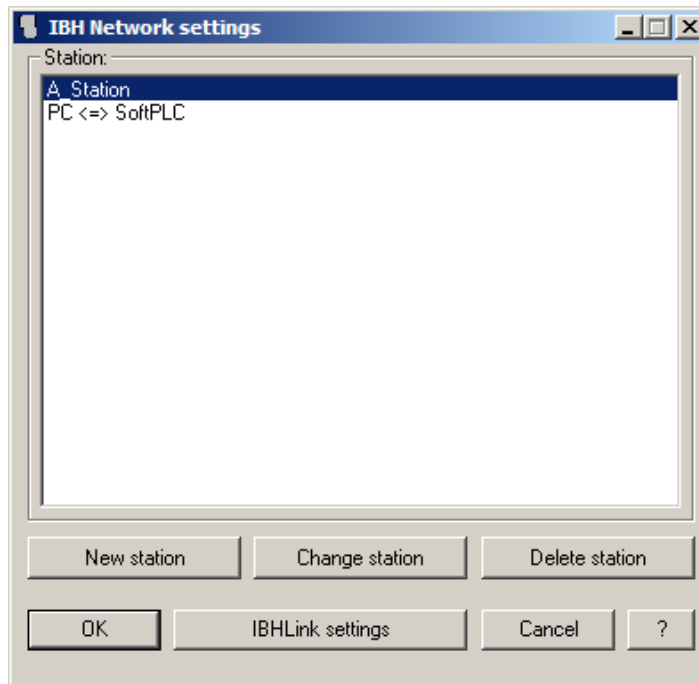 IBH Network settings
Station:
A_Station
PC <=> SoftPLC
New station Change station Delete station
OK IBHLink settings Cancel ?